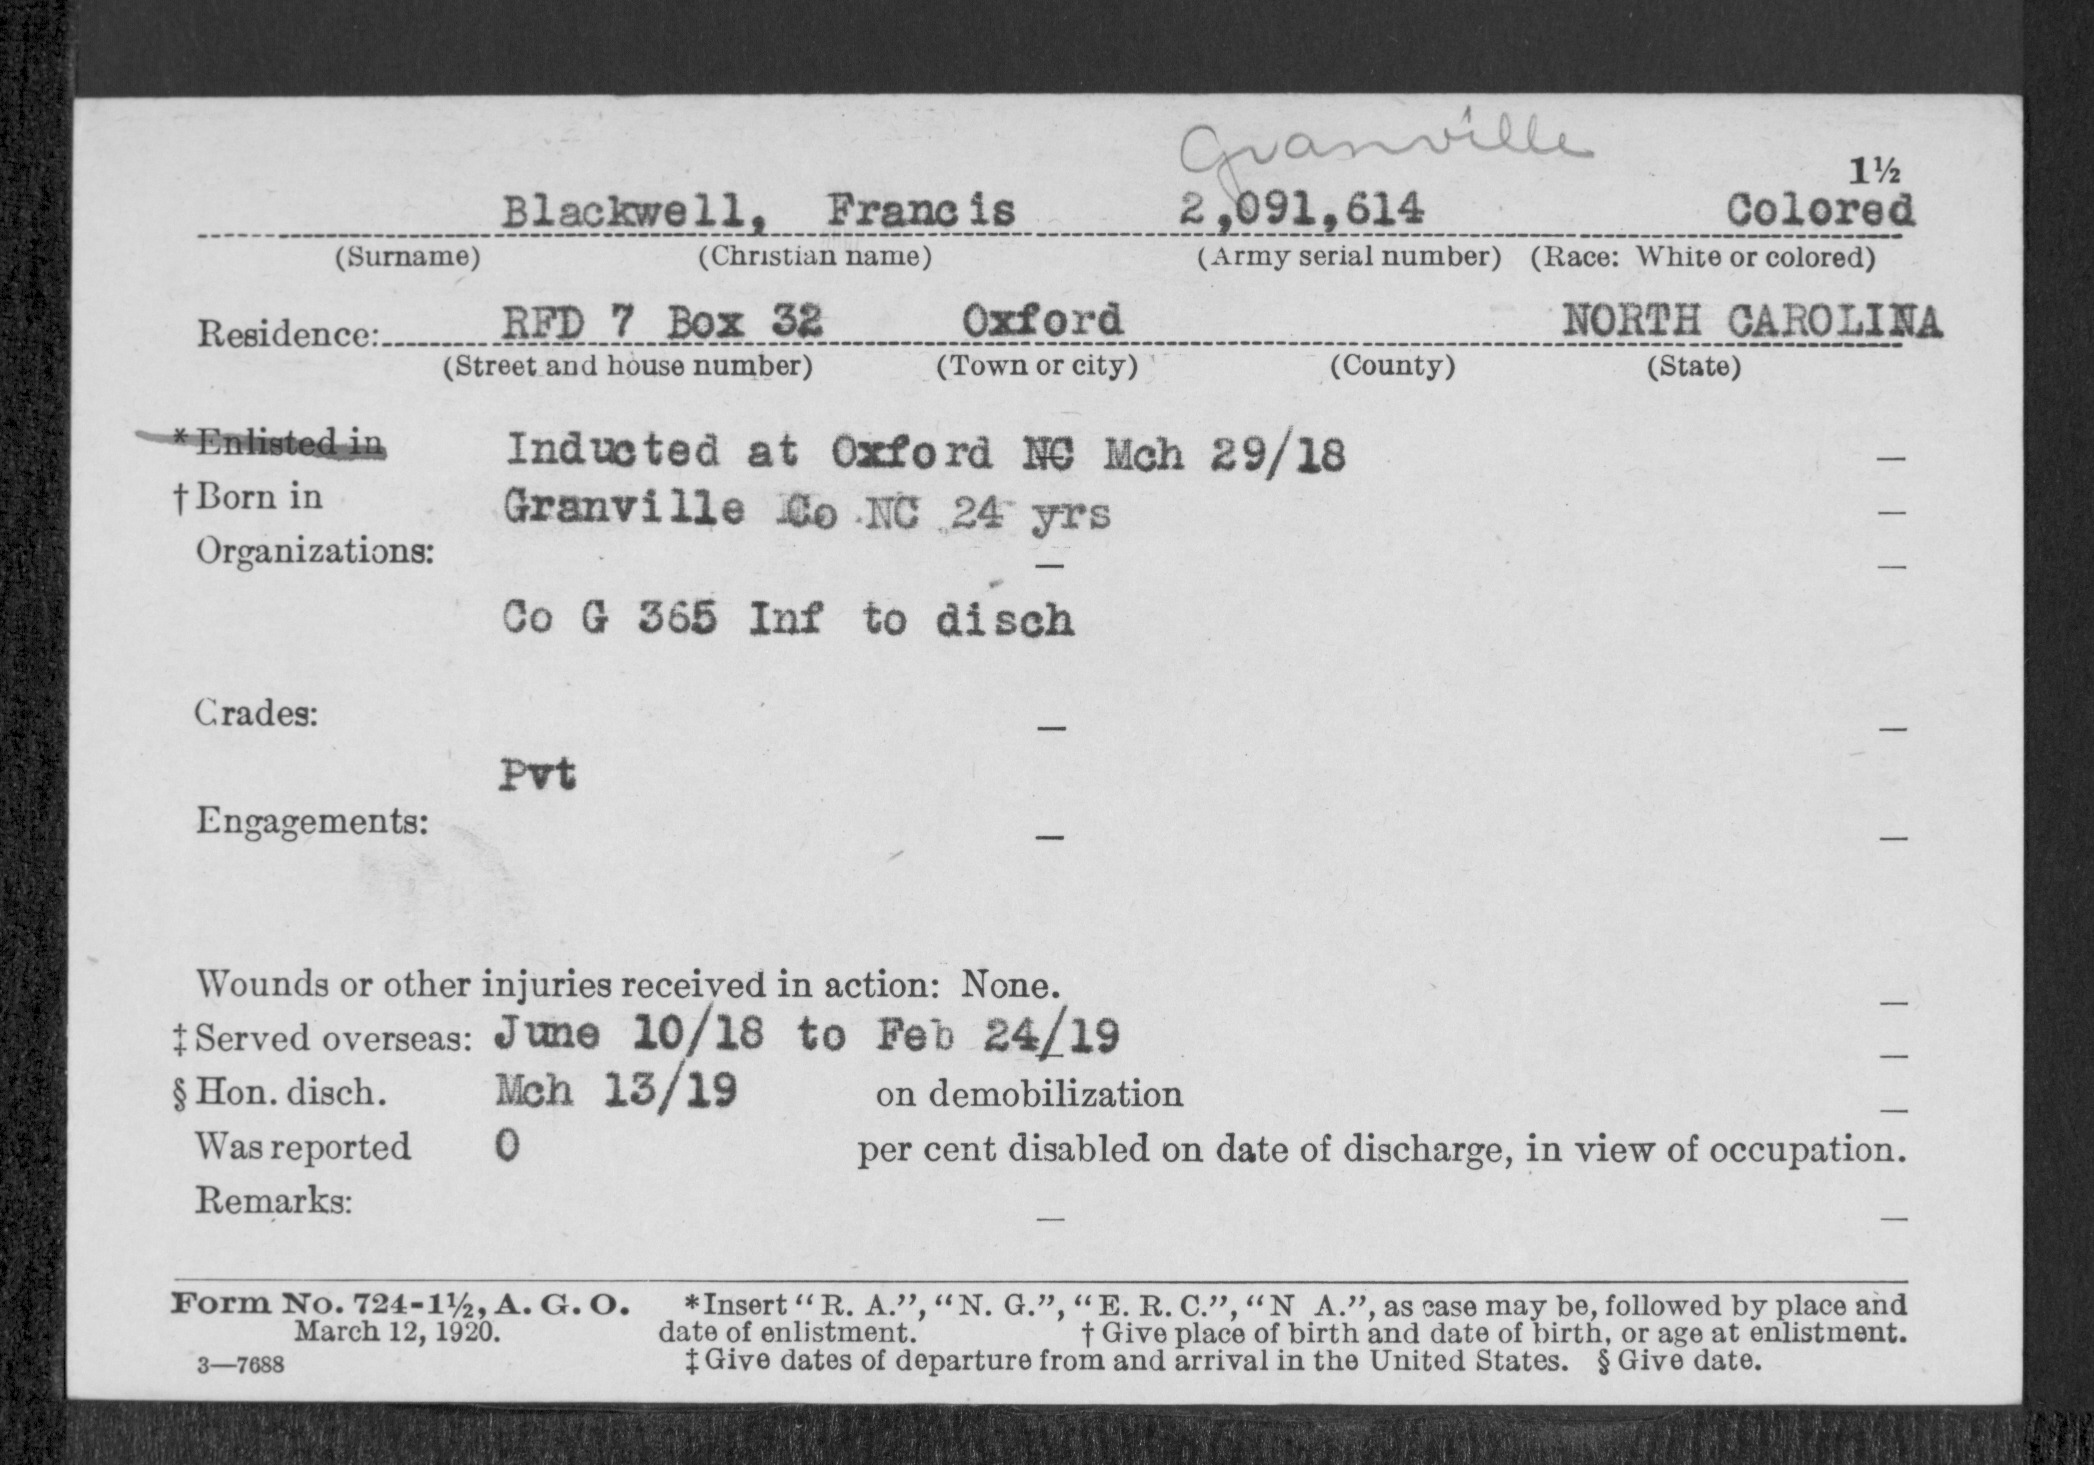 Granville
1½
Blackwell, Francis 2,091,614 Colored
(Surname) (Christian name) (Army serial number) (Race: White or colored)
Residence: RFD 7 Box 32 Oxford NORTH CAROLINA
(Street and house number) (Town or city) (County) (State)
*Enlisted in Inducted at Oxford NC Mch 29/18 —
†Born in Granville Co NC 24 yrs —
Organizations: — —
Co G 365 Inf to disch
Grades: — —
Pvt
Engagements: — —
Wounds or other injuries received in action: None. —
‡Served overseas: June 10/18 to Feb 24/19 —
§Hon. disch. Mch 13/19 on demobilization —
Was reported 0 per cent disabled on date of discharge, in view of occupation.
Remarks: — —
Form No. 724-1½, A. G. O. *Insert "R. A.", "N. G.", "E. R. C.", "N A.", as case may be, followed by place and
March 12, 1920. date of enlistment. †Give place of birth and date of birth, or age at enlistment.
3—7688 ‡Give dates of departure from and arrival in the United States. §Give date.